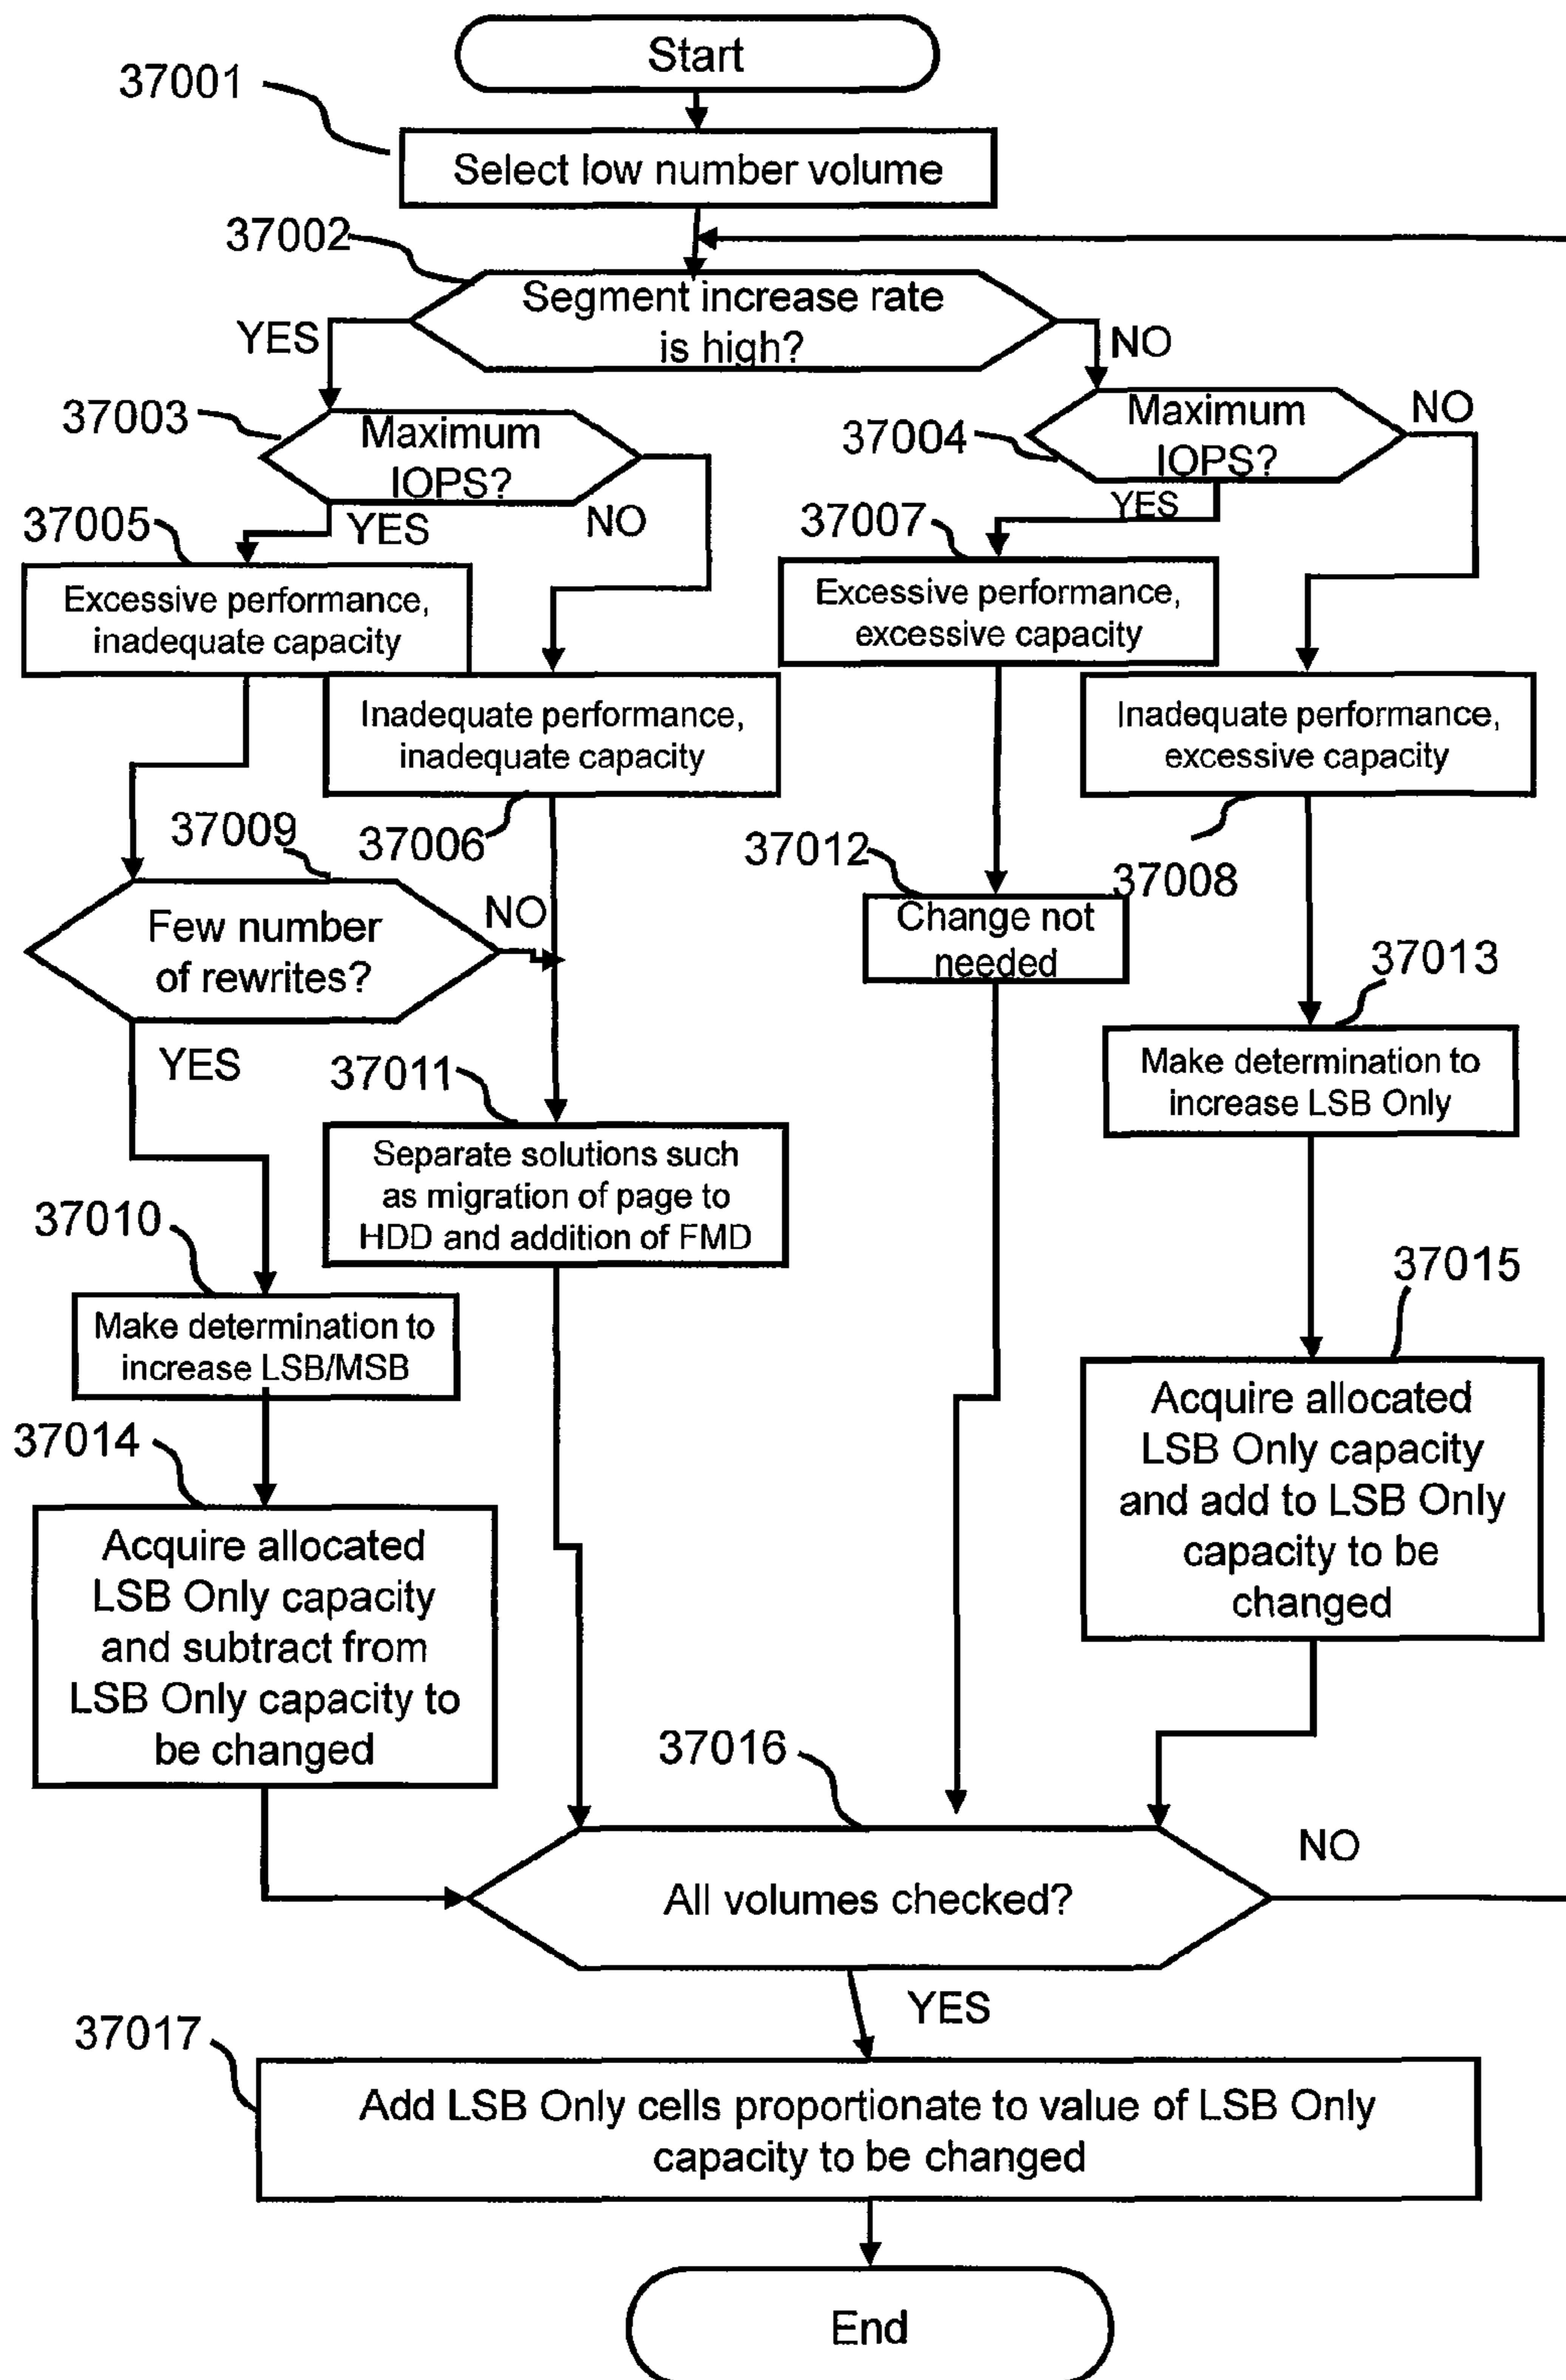 Start
37001
Select low number volume
37002
Segment increase rate
is high?
YES
NO
37003
Maximum
IOPS?
37004
Maximum
IOPS?
NO
YES
NO
YES
37005
Excessive performance,
inadequate capacity
37007
Excessive performance,
excessive capacity
Inadequate performance,
inadequate capacity
Inadequate performance,
excessive capacity
37009
37006
37012
37008
Few number
of rewrites?
NO
Change not
needed
37013
YES
37011
Make determination to
increase LSB Only
Separate solutions such
as migration of page to
HDD and addition of FMD
37010
37015
Make determination to
increase LSB/MSB
Acquire allocated
LSB Only capacity
and add to LSB Only
capacity to be
changed
37014
Acquire allocated
LSB Only capacity
and subtract from
LSB Only capacity to
be changed
37016
All volumes checked?
NO
YES
37017
Add LSB Only cells proportionate to value of LSB Only
capacity to be changed
End